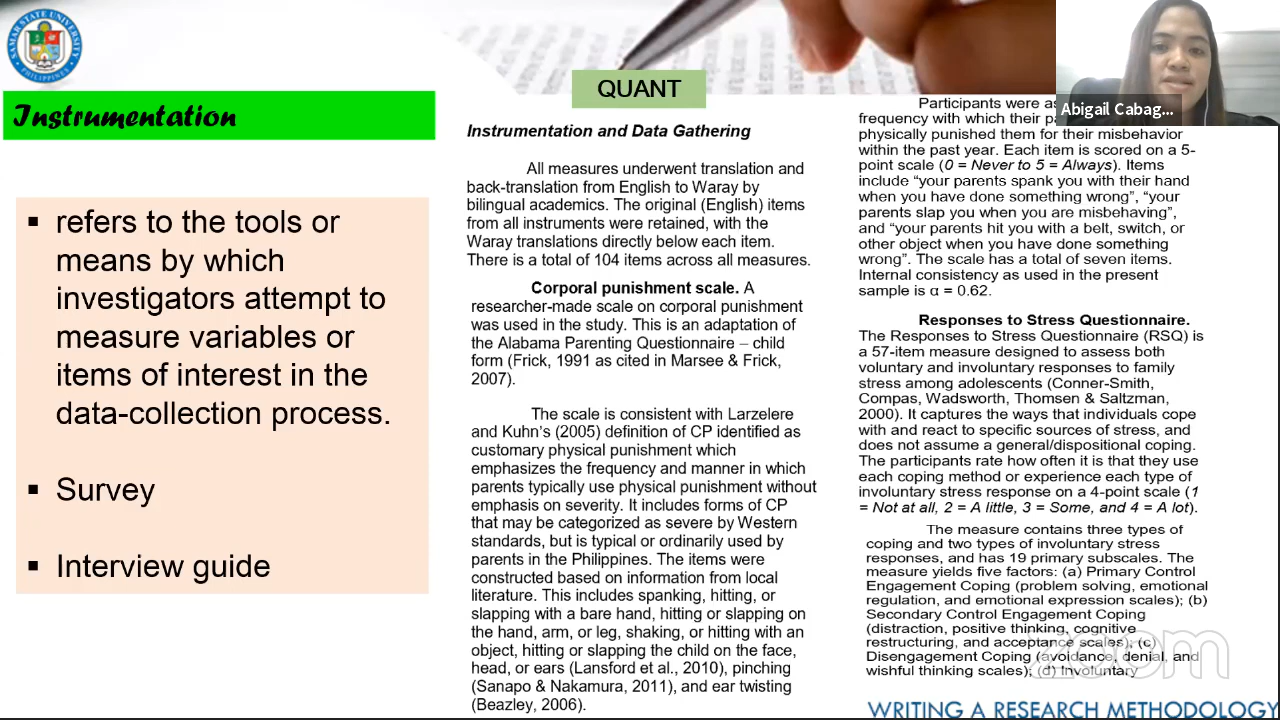 SAMAR STATE UNIVERSITY
PHILIPPINES
Instrumentation
▪ refers to the tools or
means by which
investigators attempt to
measure variables or
items of interest in the
data-collection process.
▪ Survey
▪ Interview guide
QUANT
Instrumentation and Data Gathering
All measures underwent translation and
back-translation from English to Waray by
bilingual academics. The original (English) items
from all instruments were retained, with the
Waray translations directly below each item.
There is a total of 104 items across all measures.
Corporal punishment scale. A
researcher-made scale on corporal punishment
was used in the study. This is an adaptation of
the Alabama Parenting Questionnaire – child
form (Frick, 1991 as cited in Marsee & Frick,
2007).
The scale is consistent with Larzelere
and Kuhn's (2005) definition of CP identified as
customary physical punishment which
emphasizes the frequency and manner in which
parents typically use physical punishment without
emphasis on severity. It includes forms of CP
that may be categorized as severe by Western
standards, but is typical or ordinarily used by
parents in the Philippines. The items were
constructed based on information from local
literature. This includes spanking, hitting, or
slapping with a bare hand, hitting or slapping on
the hand, arm, or leg, shaking, or hitting with an
object, hitting or slapping the child on the face,
head, or ears (Lansford et al., 2010), pinching
(Sanapo & Nakamura, 2011), and ear twisting
(Beazley, 2006).
Participants were
frequency with which their
physically punished them for their misbehavior
within the past year. Each item is scored on a 5-
point scale (0 = Never to 5 = Always). Items
include “your parents spank you with their hand
when you have done something wrong”, “your
parents slap you when you are misbehaving”,
and “your parents hit you with a belt, switch, or
other object when you have done something
wrong”. The scale has a total of seven items.
Internal consistency as used in the present
sample is α = 0.62.
Responses to Stress Questionnaire.
The Responses to Stress Questionnaire (RSQ) is
a 57-item measure designed to assess both
voluntary and involuntary responses to family
stress among adolescents (Conner-Smith,
Compas, Wadsworth, Thomsen & Saltzman,
2000). It captures the ways that individuals cope
with and react to specific sources of stress, and
does not assume a general/dispositional coping.
The participants rate how often it is that they use
each coping method or experience each type of
involuntary stress response on a 4-point scale (1
= Not at all, 2 = A little, 3 = Some, and 4 = A lot).
The measure contains three types of
coping and two types of involuntary stress
responses, and has 19 primary subscales. The
measure yields five factors: (a) Primary Control
Engagement Coping (problem solving, emotional
regulation, and emotional expression scales); (b)
Secondary Control Engagement Coping
(distraction, positive thinking, cognitive
restructuring, and acceptance scales); (c)
Disengagement Coping (avoidance, denial, and
wishful thinking scales); (d) Involuntary
Abigail Cabag...
zoom
WRITING A RESEARCH METHODOLOGY